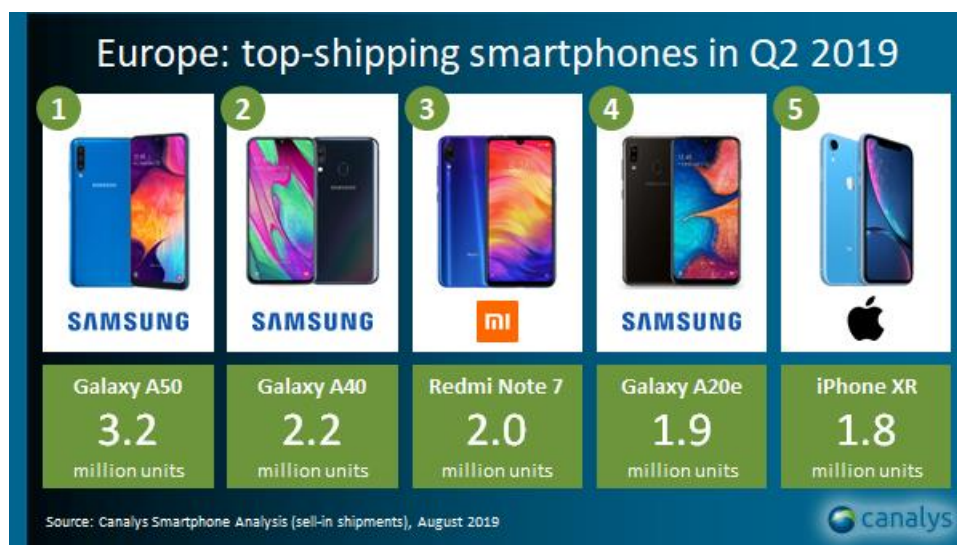 Europe: top-shipping smartphones in Q2 2019
1
2
3
4
5
SAMSUNG
SAMSUNG
mi
SAMSUNG
Galaxy A50
3.2
million units
Galaxy A40
2.2
million units
Redmi Note 7
2.0
million units
Galaxy A20e
1.9
million units
iPhone XR
1.8
million units
Source: Canalys Smartphone Analysis (sell-in shipments), August 2019
canalys